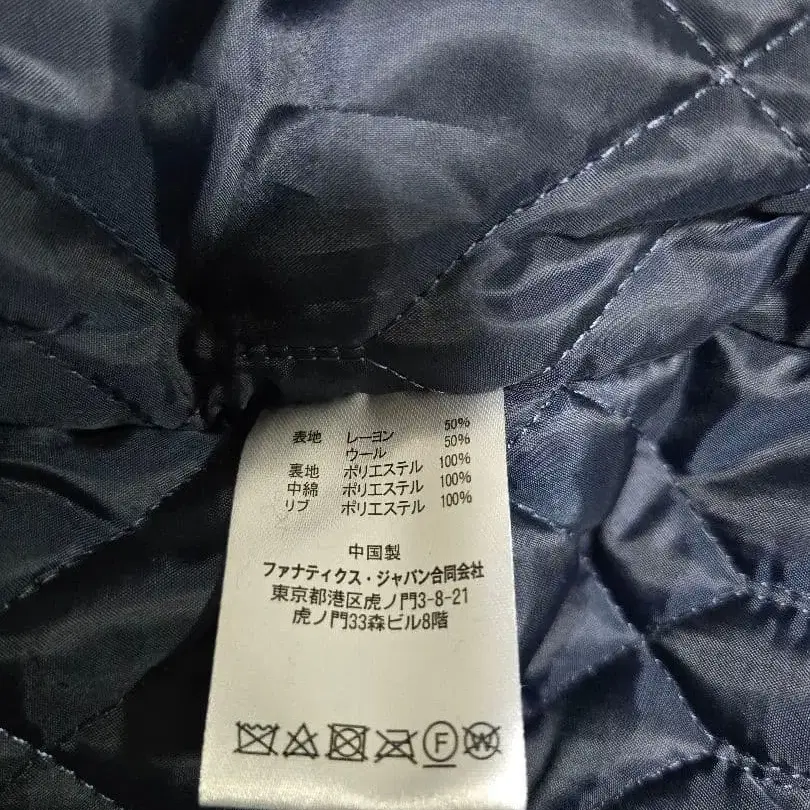 表地 レーヨン 50%
ウール 50%
裏地 ポリエステル 100%
中綿 ポリエステル 100%
リブ ポリエステル 100%
中国製
ファナティクス・ジャパン合同会社
東京都港区虎ノ門3-8-21
虎ノ門33森ビル8階
F W